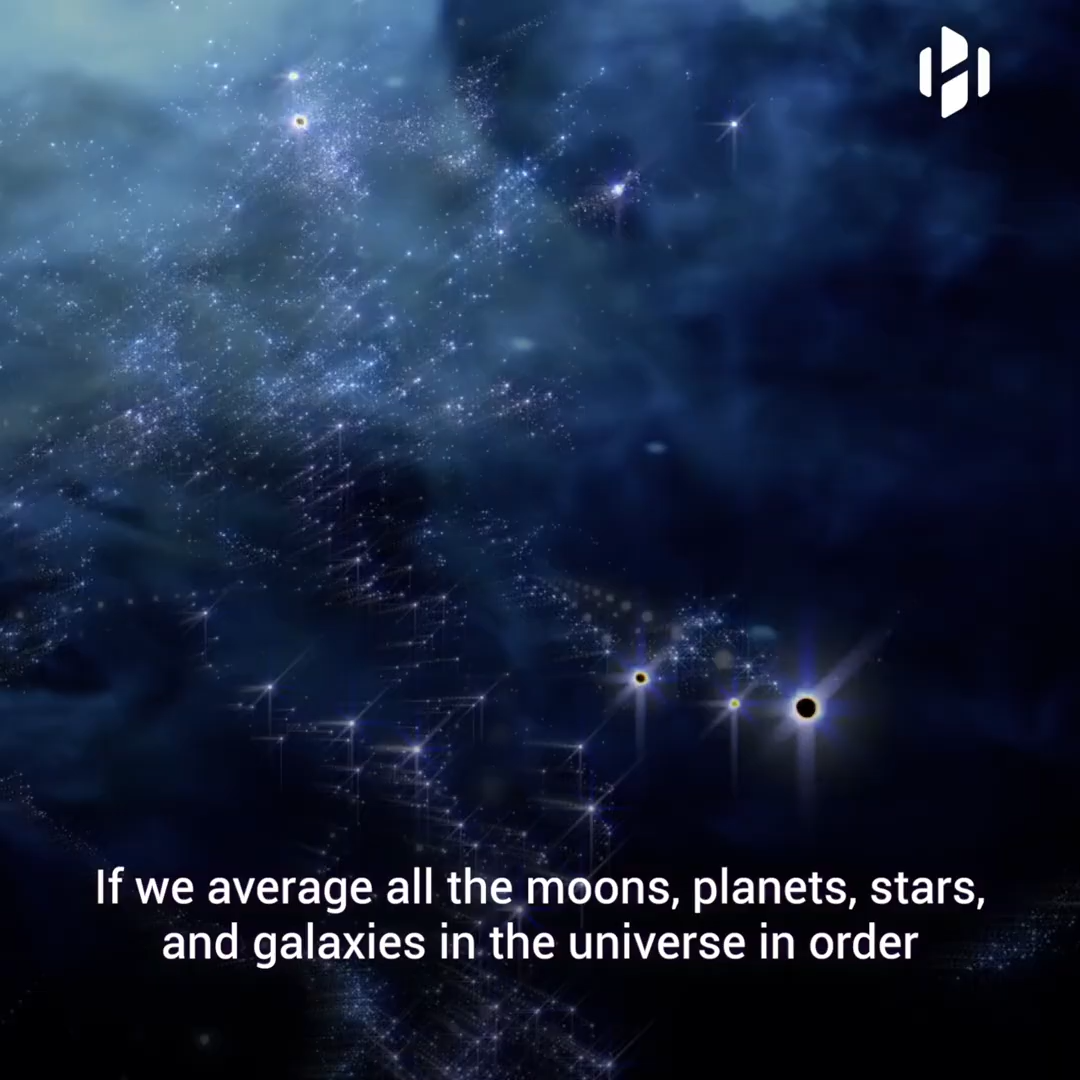 If we average all the moons, planets, stars,
and galaxies in the universe in order